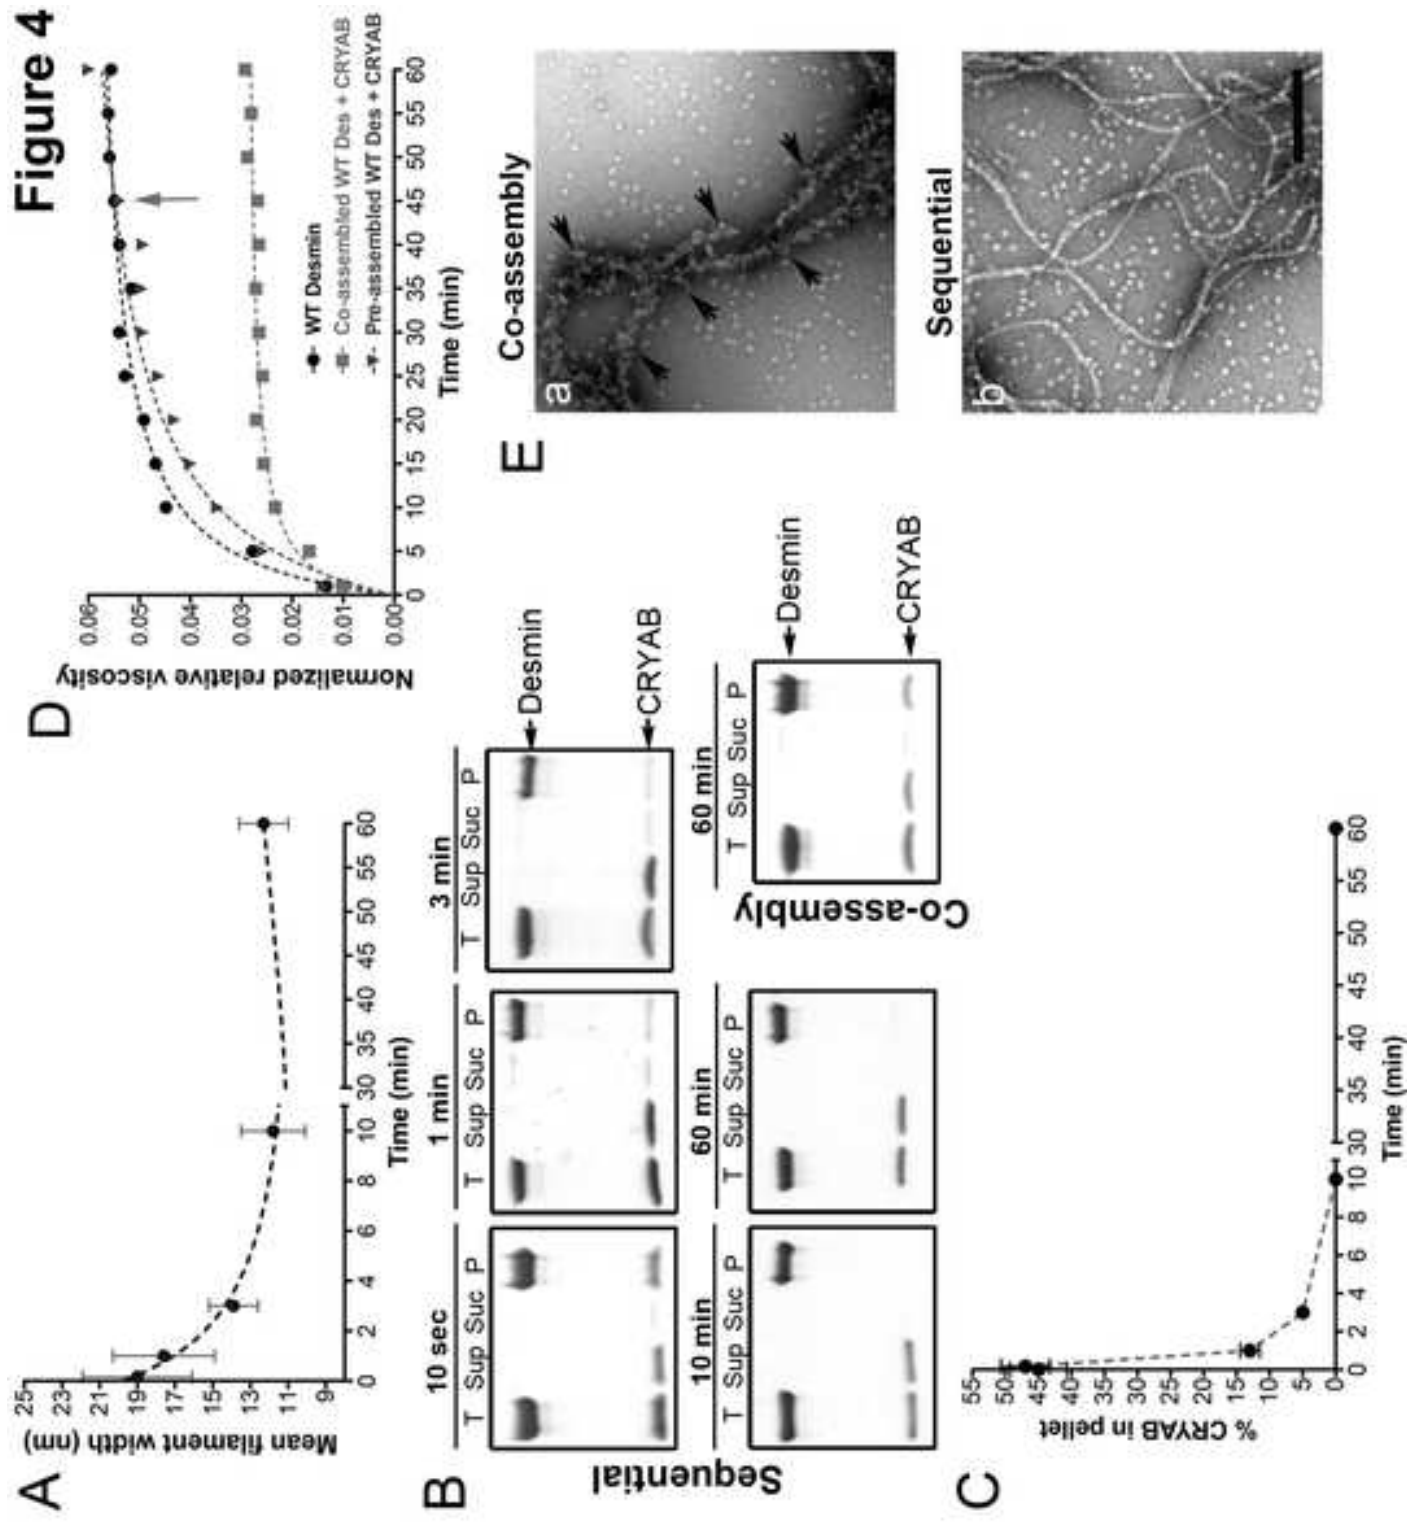 Figure 4
A
Mean filament width (nm)
25
23
21
19
17
15
13
11
9
0
2
4
6
8
10
30
35
40
45
50
55
60
Time (min)
B
Sequential
10 sec
T Sup Suc P
1 min
T Sup Suc P
3 min
T Sup Suc P
Desmin
CRYAB
10 min
T Sup Suc P
60 min
T Sup Suc P
Co-assembly
60 min
T Sup Suc P
Desmin
CRYAB
C
% CRYAB in pellet
55
50
45
40
35
30
25
20
15
10
5
0
0
2
4
6
8
10
30
35
40
45
50
55
60
Time (min)
D
Normalized relative viscosity
0.06
0.05
0.04
0.03
0.02
0.01
0.00
0
5
10
15
20
25
30
35
40
45
50
55
60
Time (min)
WT Desmin
Co-assembled WT Des + CRYAB
Pre-assembled WT Des + CRYAB
E
Co-assembly
a
Sequential
b